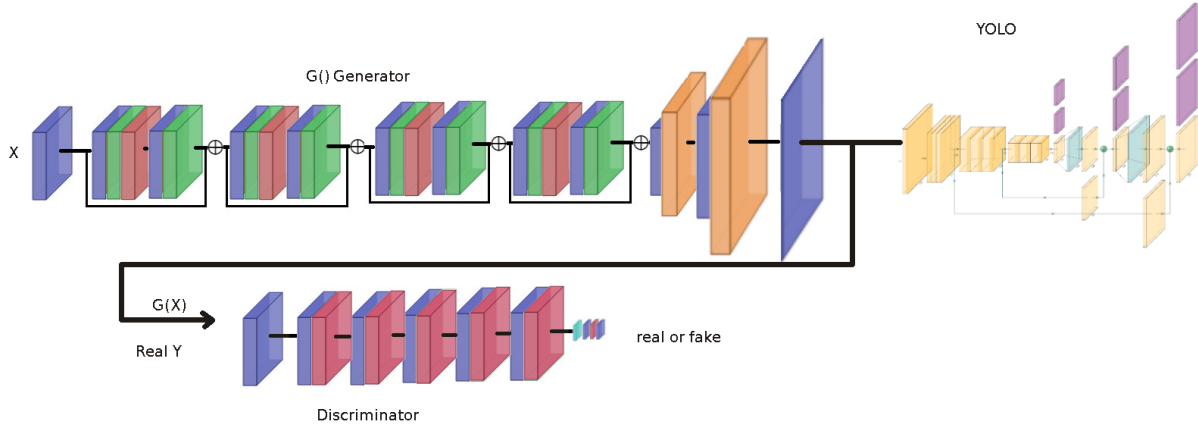 YOLO
G() Generator
X
G(X)
Real Y
real or fake
Discriminator